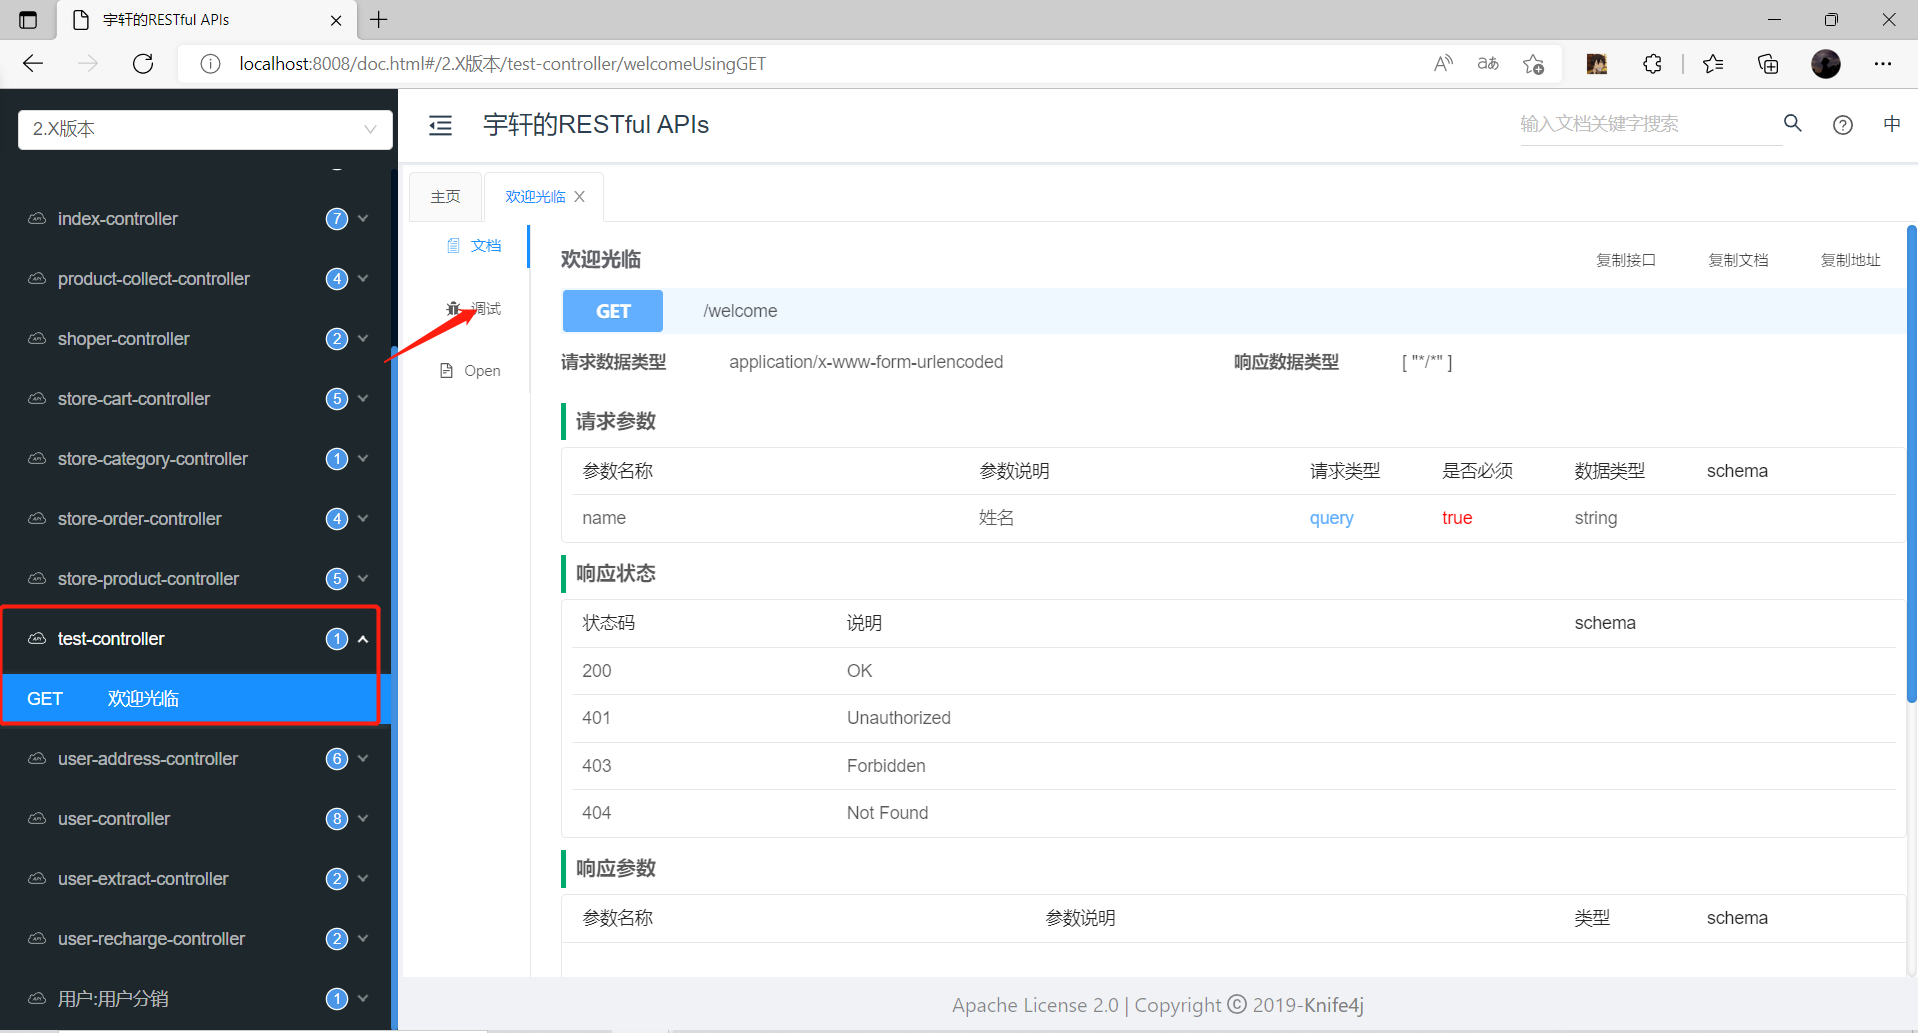 宇轩的RESTful APIs
localhost:8008/doc.html#/2.X版本/test-controller/welcomeUsingGET
2.X版本
index-controller 7
product-collect-controller 4
shoper-controller 2
store-cart-controller 5
store-category-controller 1
store-order-controller 4
store-product-controller 5
test-controller 1
GET 欢迎光临
user-address-controller 6
user-controller 8
user-extract-controller 2
user-recharge-controller 2
用户:用户分销 1
宇轩的RESTful APIs
输入文档关键字搜索
中
主页 欢迎光临
文档
调试
Open
欢迎光临 复制接口 复制文档 复制地址
GET /welcome
请求数据类型 application/x-www-form-urlencoded 响应数据类型 [ "*/*" ]
请求参数
参数名称 参数说明 请求类型 是否必须 数据类型 schema
name 姓名 query true string
响应状态
状态码 说明 schema
200 OK
401 Unauthorized
403 Forbidden
404 Not Found
响应参数
参数名称 参数说明 类型 schema
Apache License 2.0 | Copyright © 2019-Knife4j